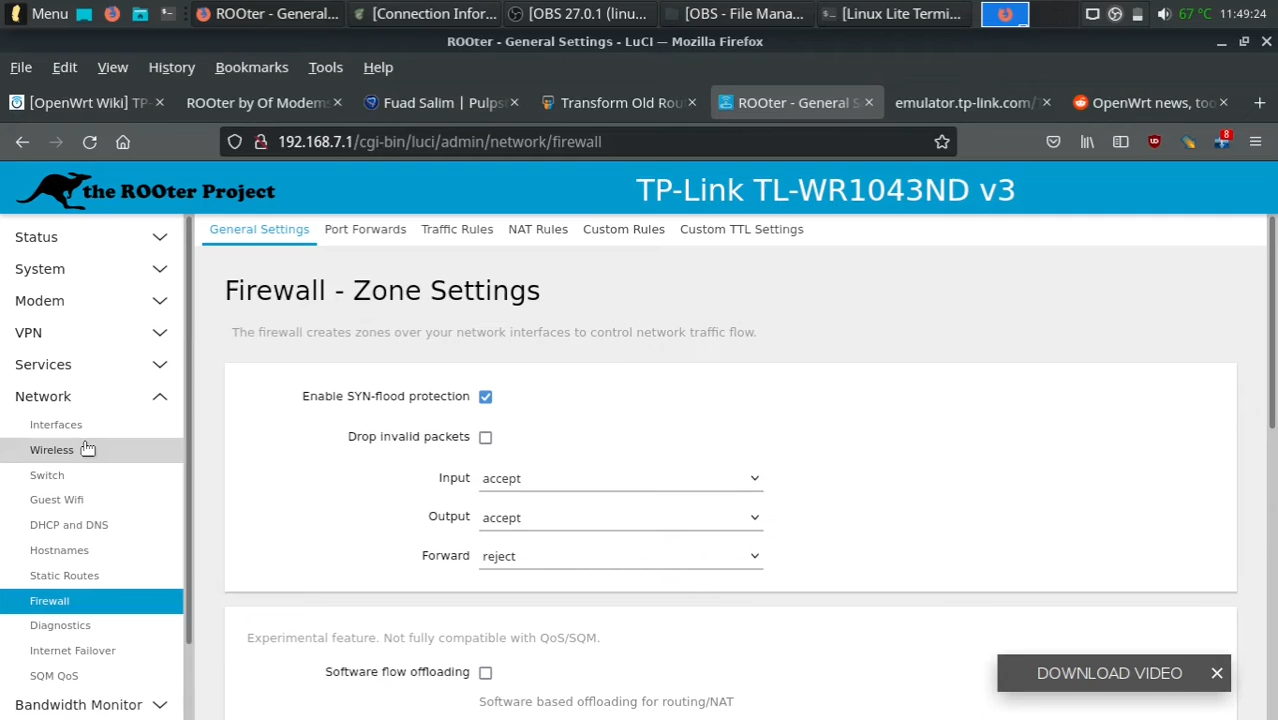 Menu
ROOter - General...
[Connection Infor...
[OBS 27.0.1 (linu...
[OBS - File Mana...
[Linux Lite Termi...
67 °C
11:49:24
ROOter - General Settings - LuCI — Mozilla Firefox
File Edit View History Bookmarks Tools Help
[OpenWrt Wiki] TP-
ROOter by Of Modems
Fuad Salim | Pulps
Transform Old Rou
ROOter - General S
emulator.tp-link.com/
OpenWrt news, too
192.168.7.1/cgi-bin/luci/admin/network/firewall
8
the ROOter Project
TP-Link TL-WR1043ND v3
Status
System
Modem
VPN
Services
Network
Interfaces
Wireless
Switch
Guest Wifi
DHCP and DNS
Hostnames
Static Routes
Firewall
Diagnostics
Internet Failover
SQM QoS
Bandwidth Monitor
General Settings Port Forwards Traffic Rules NAT Rules Custom Rules Custom TTL Settings
Firewall - Zone Settings
The firewall creates zones over your network interfaces to control network traffic flow.
Enable SYN-flood protection
Drop invalid packets
Input accept
Output accept
Forward reject
Experimental feature. Not fully compatible with QoS/SQM.
Software flow offloading
Software based offloading for routing/NAT
DOWNLOAD VIDEO